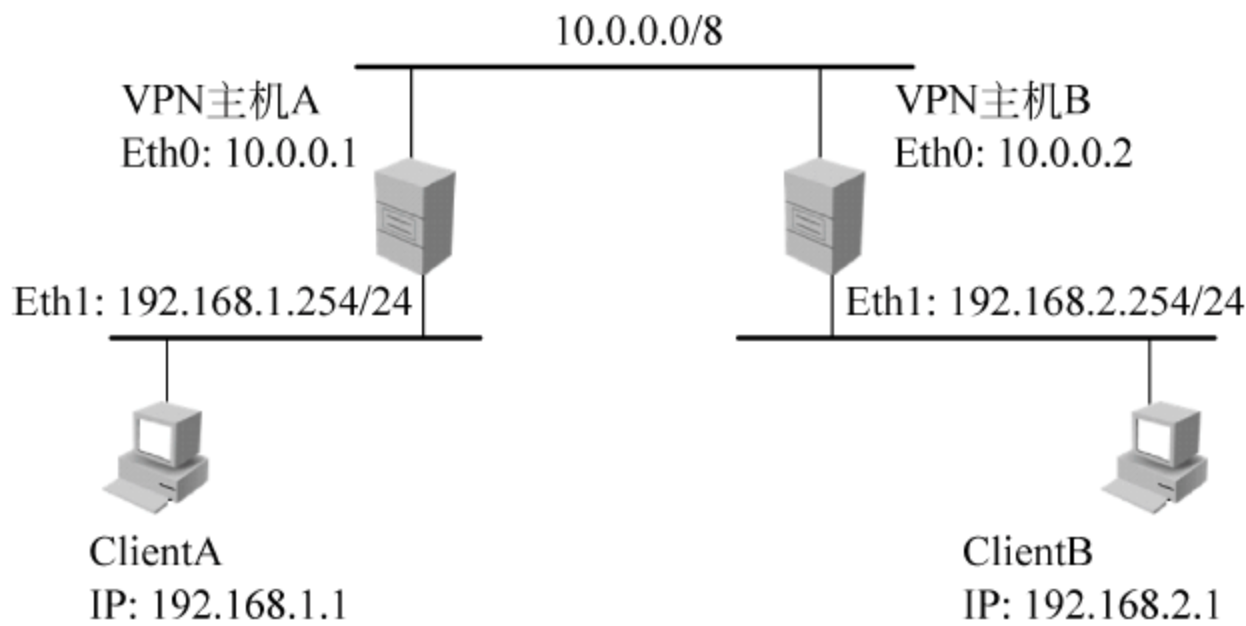 10.0.0.0/8
VPN主机A
Eth0: 10.0.0.1
VPN主机B
Eth0: 10.0.0.2
Eth1: 192.168.1.254/24
Eth1: 192.168.2.254/24
ClientA
IP: 192.168.1.1
ClientB
IP: 192.168.2.1